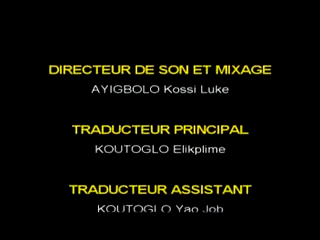 DIRECTEUR DE SON ET MIXAGE
AYIGBOLO Kossi Luke
TRADUCTEUR PRINCIPAL
KOUTOGLO Elikplime
TRADUCTEUR ASSISTANT
KOUTOGLO Yao Job